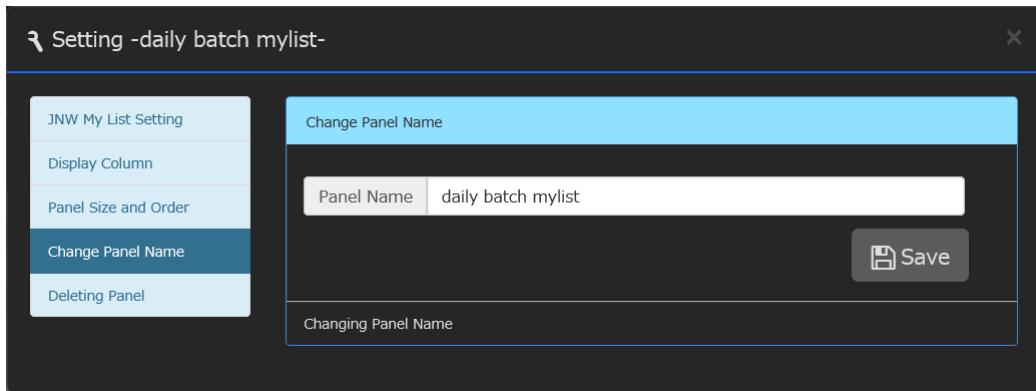 Setting -daily batch mylist-
JNW My List Setting
Display Column
Panel Size and Order
Change Panel Name
Deleting Panel
Change Panel Name
Panel Name daily batch mylist
Save
Changing Panel Name